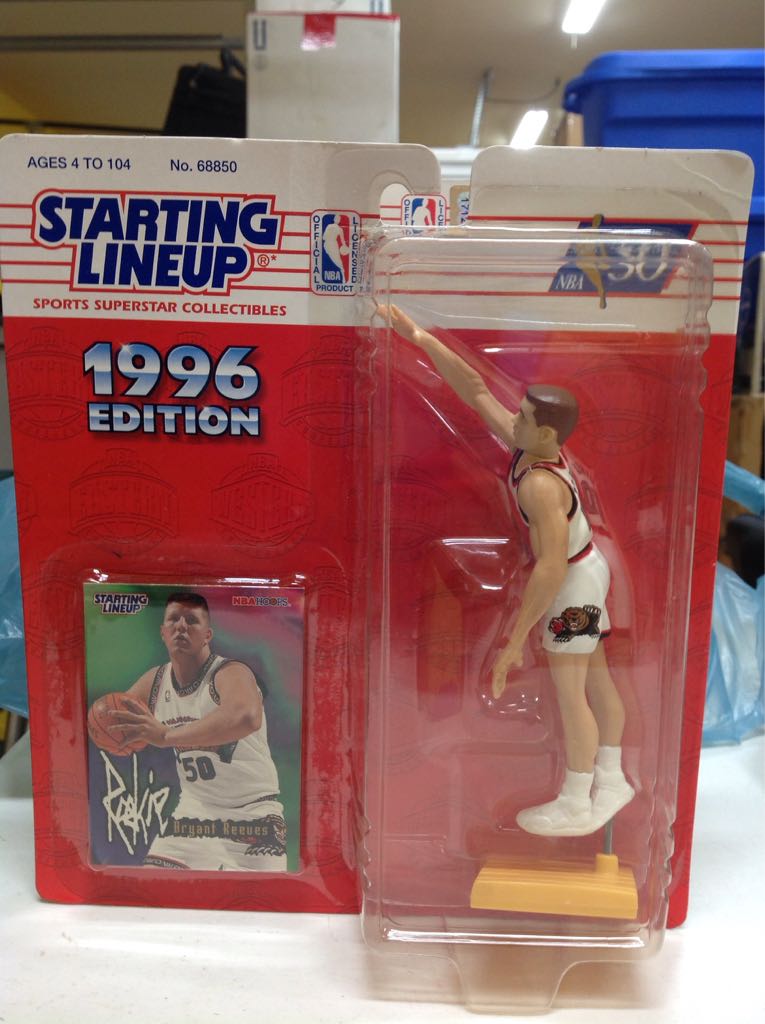 AGES 4 TO 104 No. 68850
STARTING
LINEUP®*
SPORTS SUPERSTAR COLLECTIBLES
OFFICIAL LICENSED
NBA
PRODUCT
NBA
50
1996
EDITION
STARTING
LINEUP
NBA HOOPS
50
Rookie
Bryant Reeves